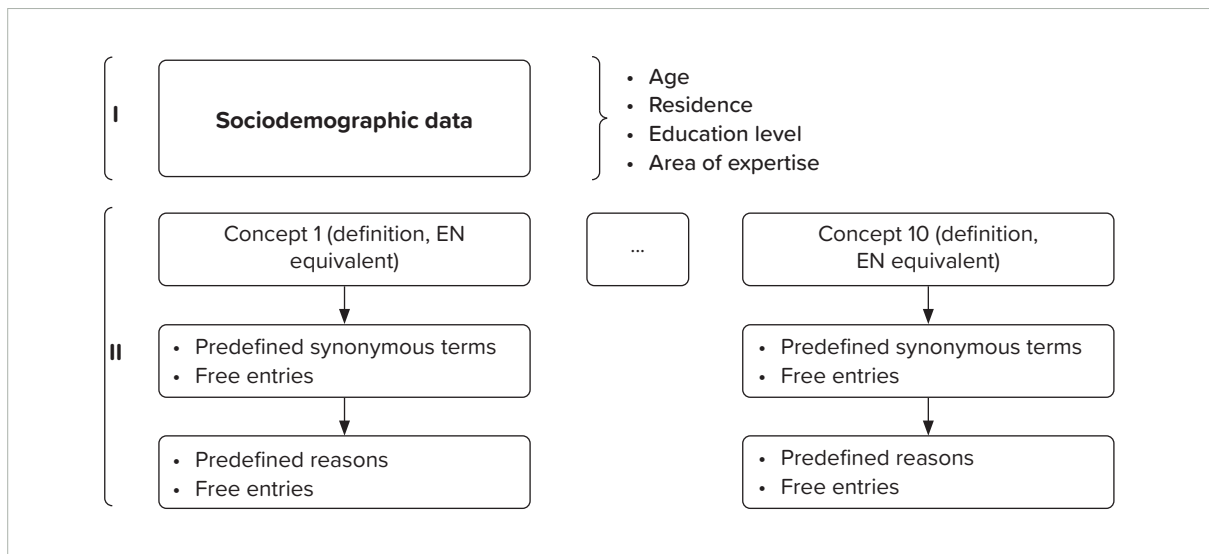 I
Sociodemographic data
• Age
• Residence
• Education level
• Area of expertise
II
Concept 1 (definition, EN
equivalent)
...
Concept 10 (definition,
EN equivalent)
• Predefined synonymous terms
• Free entries
• Predefined synonymous terms
• Free entries
• Predefined reasons
• Free entries
• Predefined reasons
• Free entries